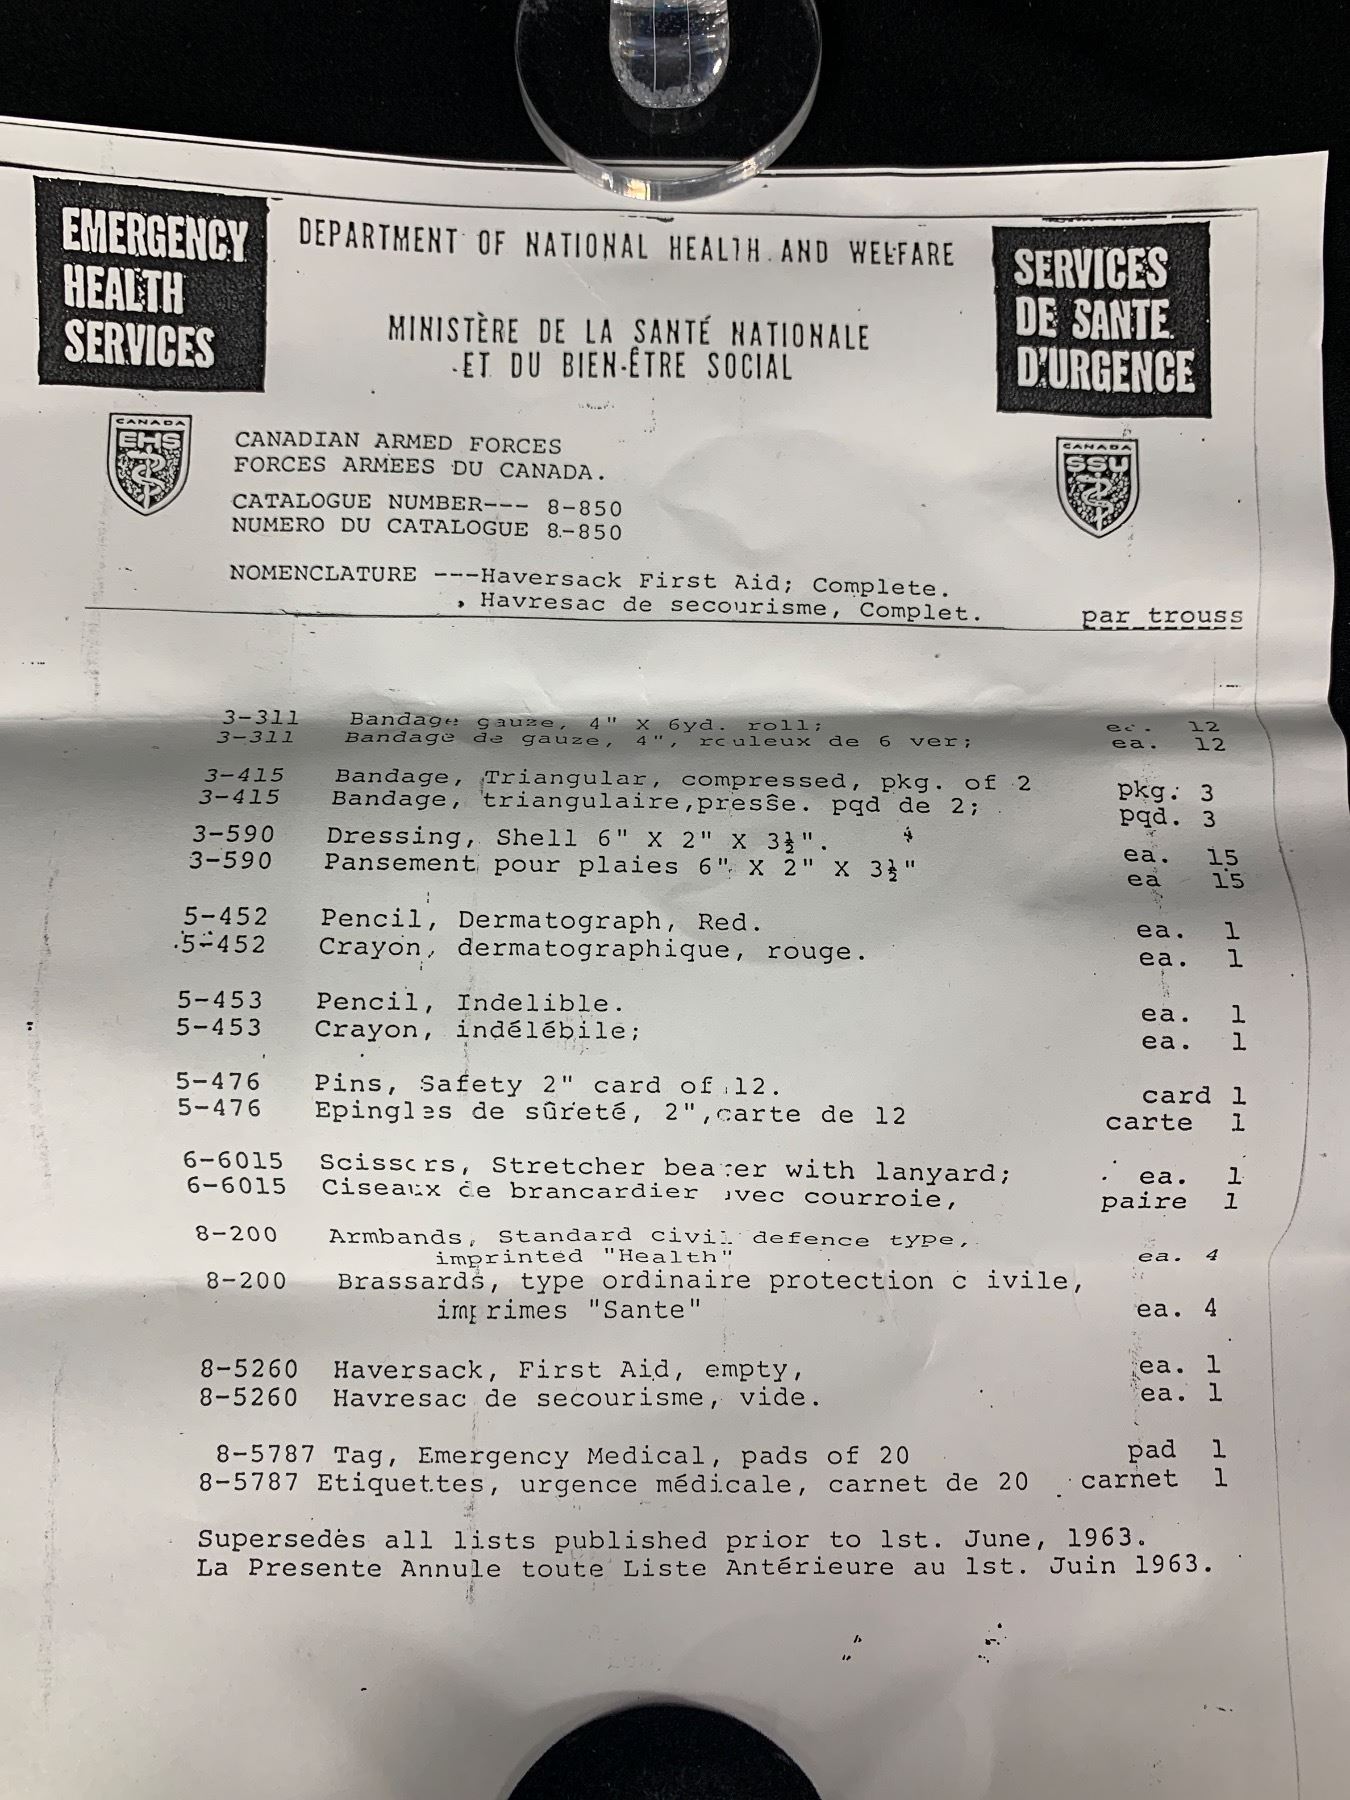 EMERGENCY
HEALTH
SERVICES
DEPARTMENT OF NATIONAL HEALTH AND WELFARE
MINISTÈRE DE LA SANTÉ NATIONALE
ET DU BIEN-ÊTRE SOCIAL
SERVICES
DE SANTE
D'URGENCE
CANADA
EHS
CANADA
SSU
CANADIAN ARMED FORCES
FORCES ARMEES DU CANADA.
CATALOGUE NUMBER--- 8-850
NUMERO DU CATALOGUE 8-850
NOMENCLATURE ---Haversack First Aid; Complete.
Havresac de secourisme, Complet. par trouss
3-311 Bandage gauze, 4" X 6yd. roll; ea. 12
3-311 Bandage de gauze, 4", rouleux de 6 ver; ea. 12
3-415 Bandage, Triangular, compressed, pkg. of 2 pkg. 3
3-415 Bandage, triangulaire,pressê. pqd de 2; pqd. 3
3-590 Dressing, Shell 6" X 2" X 3½". ea. 15
3-590 Pansement pour plaies 6" X 2" X 3½" ea 15
5-452 Pencil, Dermatograph, Red. ea. 1
5-452 Crayon, dermatographique, rouge. ea. 1
5-453 Pencil, Indelible. ea. 1
5-453 Crayon, indélébile; ea. 1
5-476 Pins, Safety 2" card of 12. card 1
5-476 Epingles de sûreté, 2",carte de 12 carte 1
6-6015 Scissors, Stretcher bearer with lanyard; ea. 1
6-6015 Ciseaux de brancardier avec courroie, paire 1
8-200 Armbands, Standard civil defence type,
imprinted "Health" ea. 4
8-200 Brassards, type ordinaire protection c ivile,
imprimes "Sante" ea. 4
8-5260 Haversack, First Aid, empty, ea. 1
8-5260 Havresac de secourisme, vide. ea. 1
8-5787 Tag, Emergency Medical, pads of 20 pad 1
8-5787 Etiquettes, urgence médicale, carnet de 20 carnet 1
Supersedes all lists published prior to 1st. June, 1963.
La Presente Annule toute Liste Antérieure au 1st. Juin 1963.